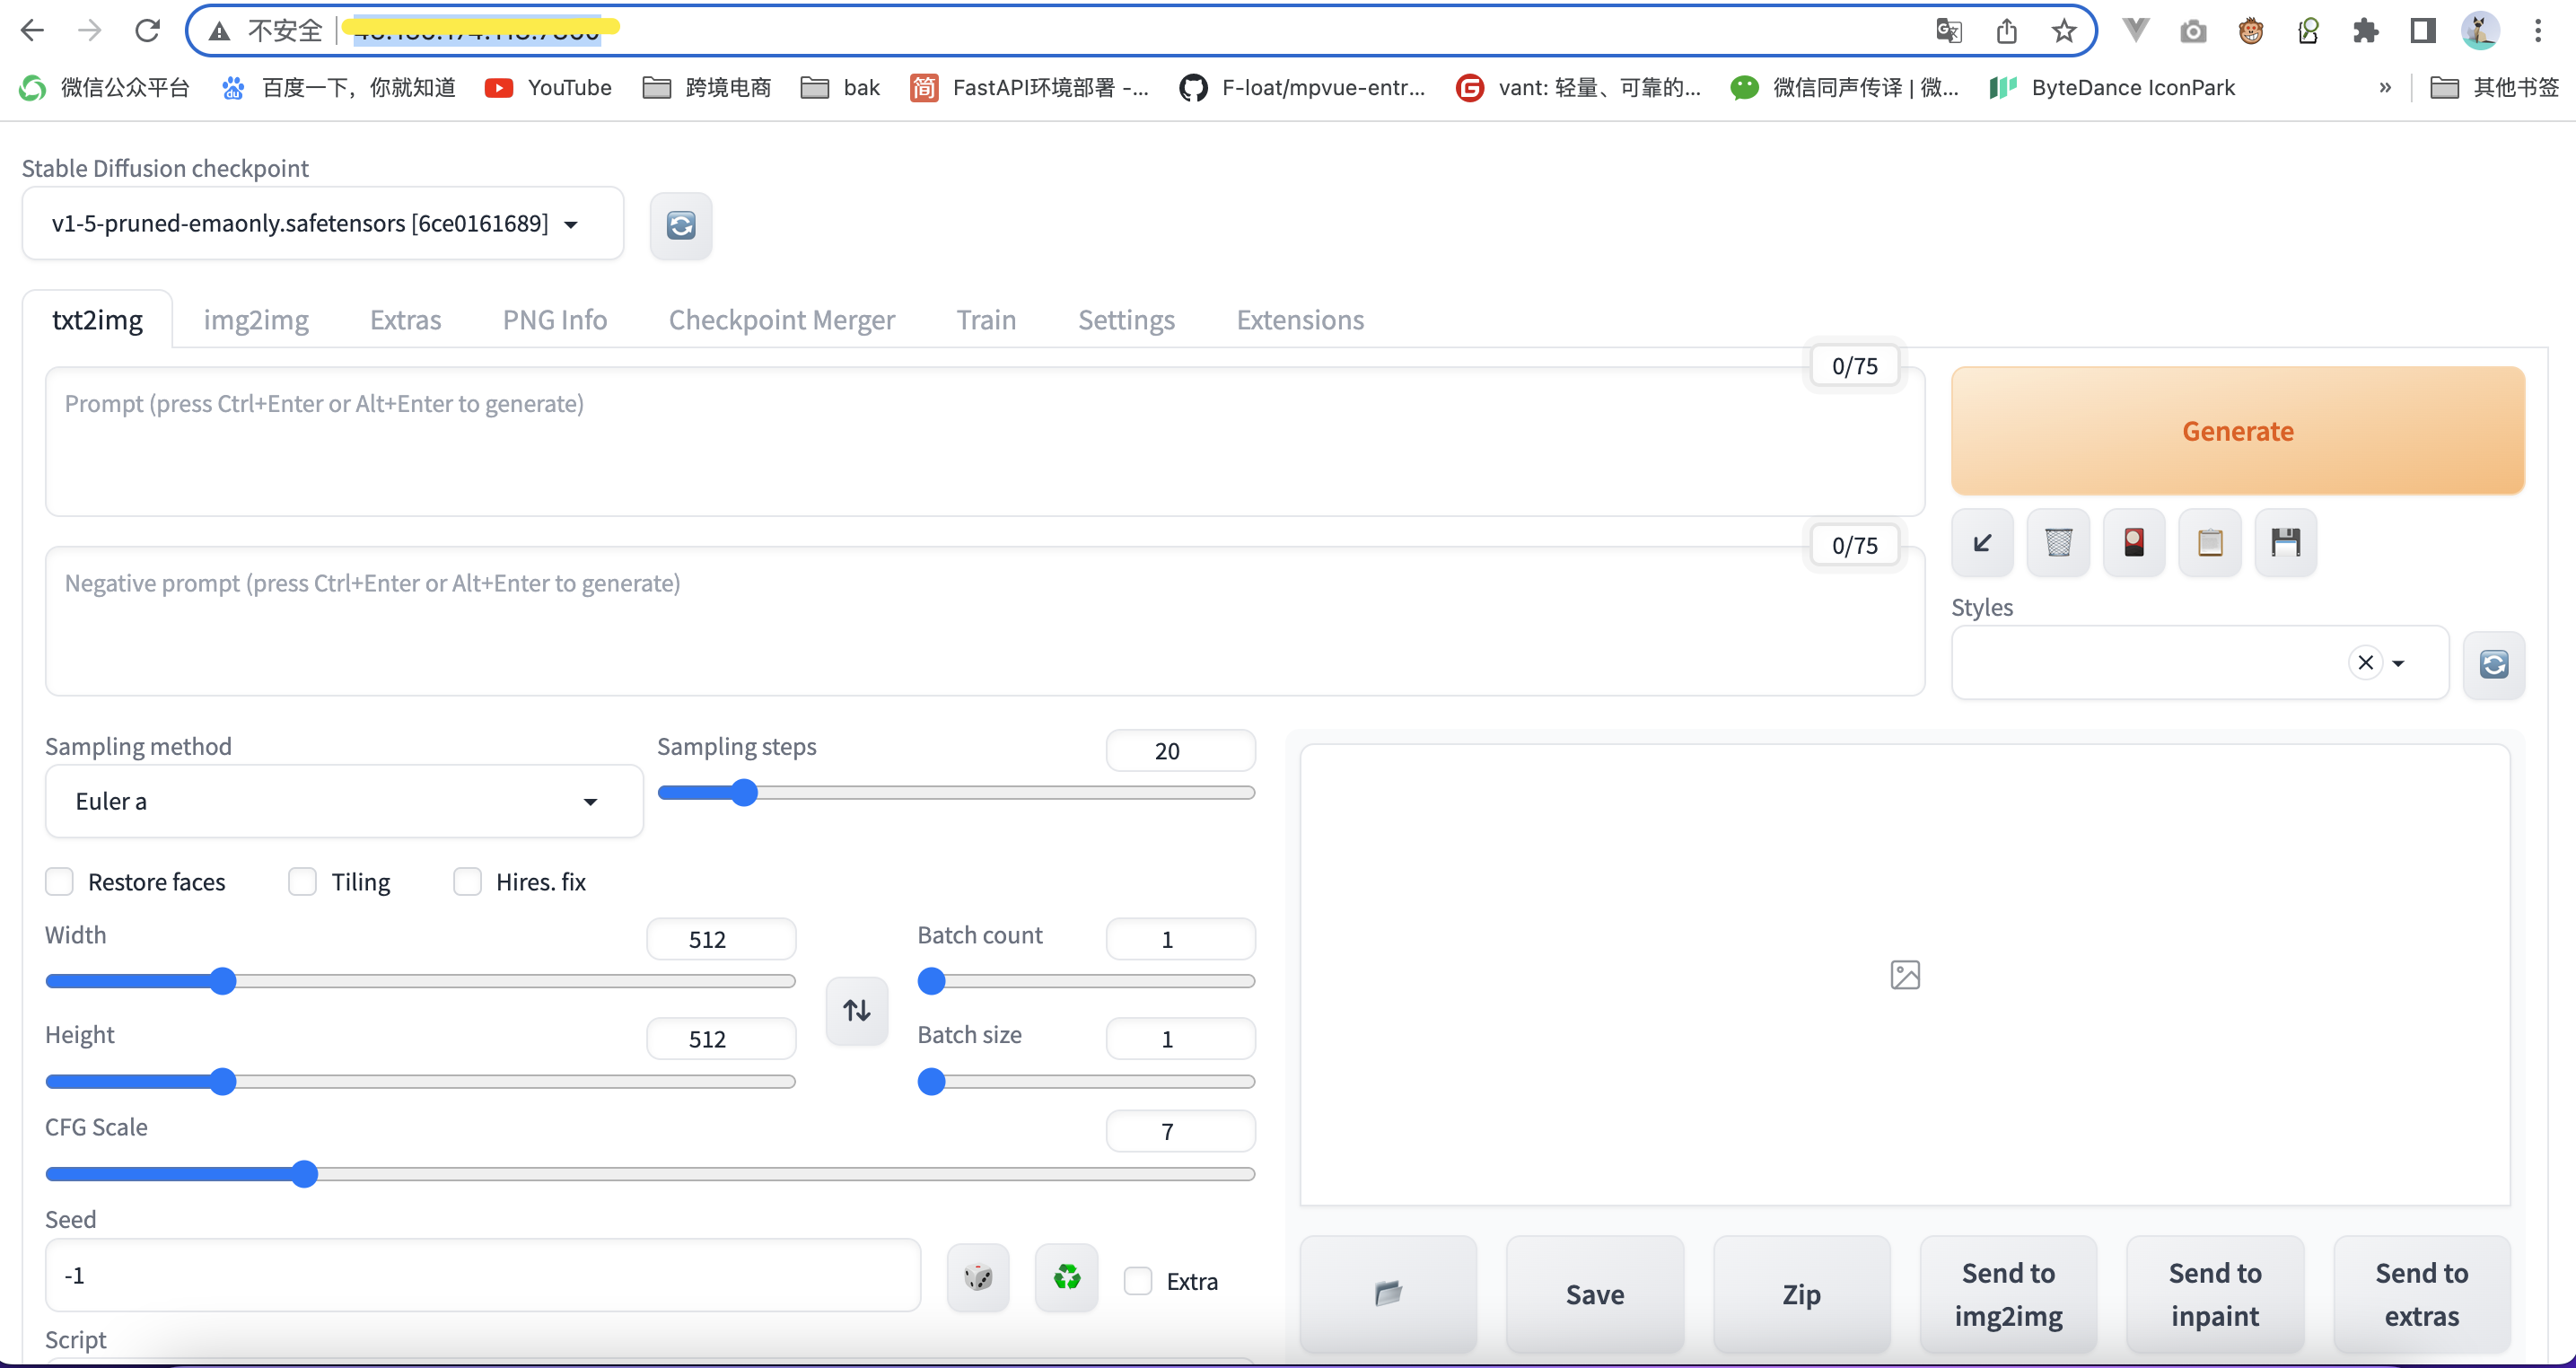 不安全
微信公众平台 百度一下，你就知道 YouTube 跨境电商 bak FastAPI环境部署 -... F-loat/mpvue-entr... vant: 轻量、可靠的... 微信同声传译 | 微... ByteDance IconPark » 其他书签
Stable Diffusion checkpoint
v1-5-pruned-emaonly.safetensors [6ce0161689]
txt2img img2img Extras PNG Info Checkpoint Merger Train Settings Extensions
0/75
Prompt (press Ctrl+Enter or Alt+Enter to generate)
Generate
0/75
Negative prompt (press Ctrl+Enter or Alt+Enter to generate)
Styles
Sampling method
Euler a
Sampling steps
20
Restore faces Tiling Hires. fix
Width
512
Batch count
1
Height
512
Batch size
1
CFG Scale
7
Seed
-1
Extra
Script
Save
Zip
Send to
img2img
Send to
inpaint
Send to
extras